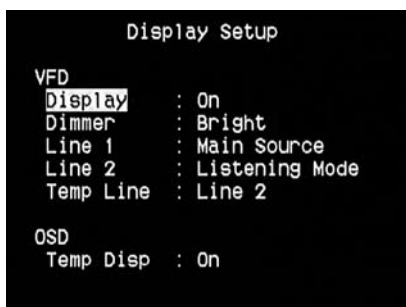 Display Setup
VFD
Display : On
Dimmer : Bright
Line 1 : Main Source
Line 2 : Listening Mode
Temp Line : Line 2
OSD
Temp Disp : On